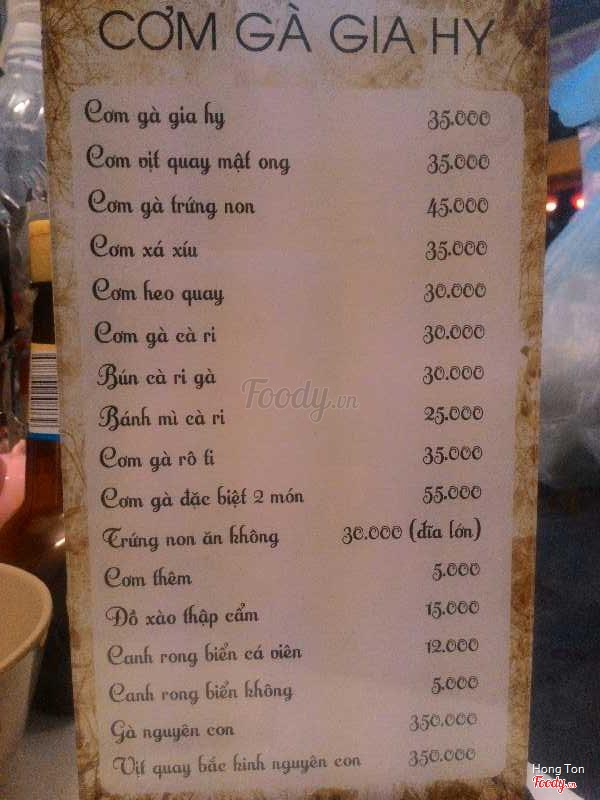 CƠM GÀ GIA HY
Cơm gà gia hy 35.000
Cơm vịt quay mật ong 35.000
Cơm gà trứng non 45.000
Cơm xá xíu 35.000
Cơm heo quay 30.000
Cơm gà cà ri 30.000
Bún cà ri gà 30.000
Bánh mì cà ri 25.000
Cơm gà rô ti 35.000
Cơm gà đặc biệt 2 món 55.000
Trứng non ăn không 30.000 (đĩa lớn)
Cơm thêm 5.000
Đồ xào thập cẩm 15.000
Canh rong biển cá viên 12.000
Canh rong biển không 5.000
Gà nguyên con 350.000
Vịt quay bắc kinh nguyên con 350.000
Foody.vn
Hong Ton
Foody.vn